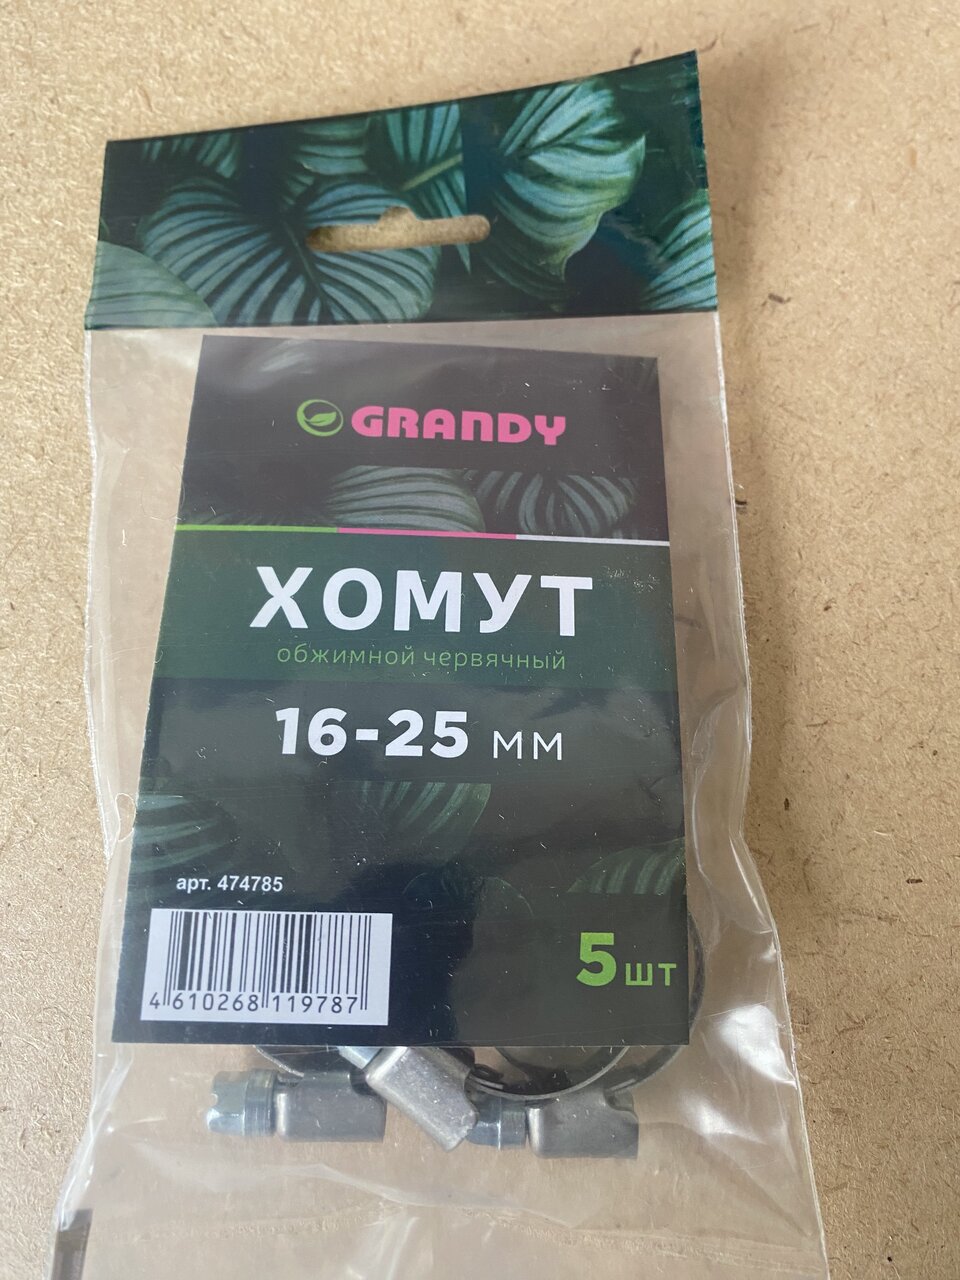 GRANDY
ХОМУТ
обжимной червячный
16-25 мм
арт. 474785
5 шт
4 610268 119787